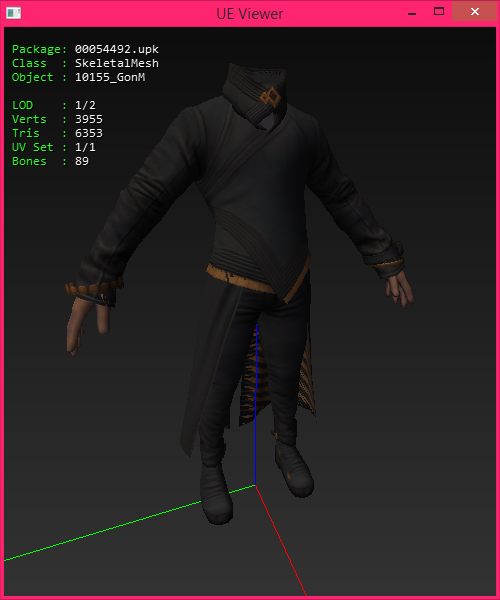 UE Viewer
Package: 00054492.upk
Class : SkeletalMesh
Object : 10155_GonM
LOD : 1/2
Verts : 3955
Tris : 6353
UV Set : 1/1
Bones : 89